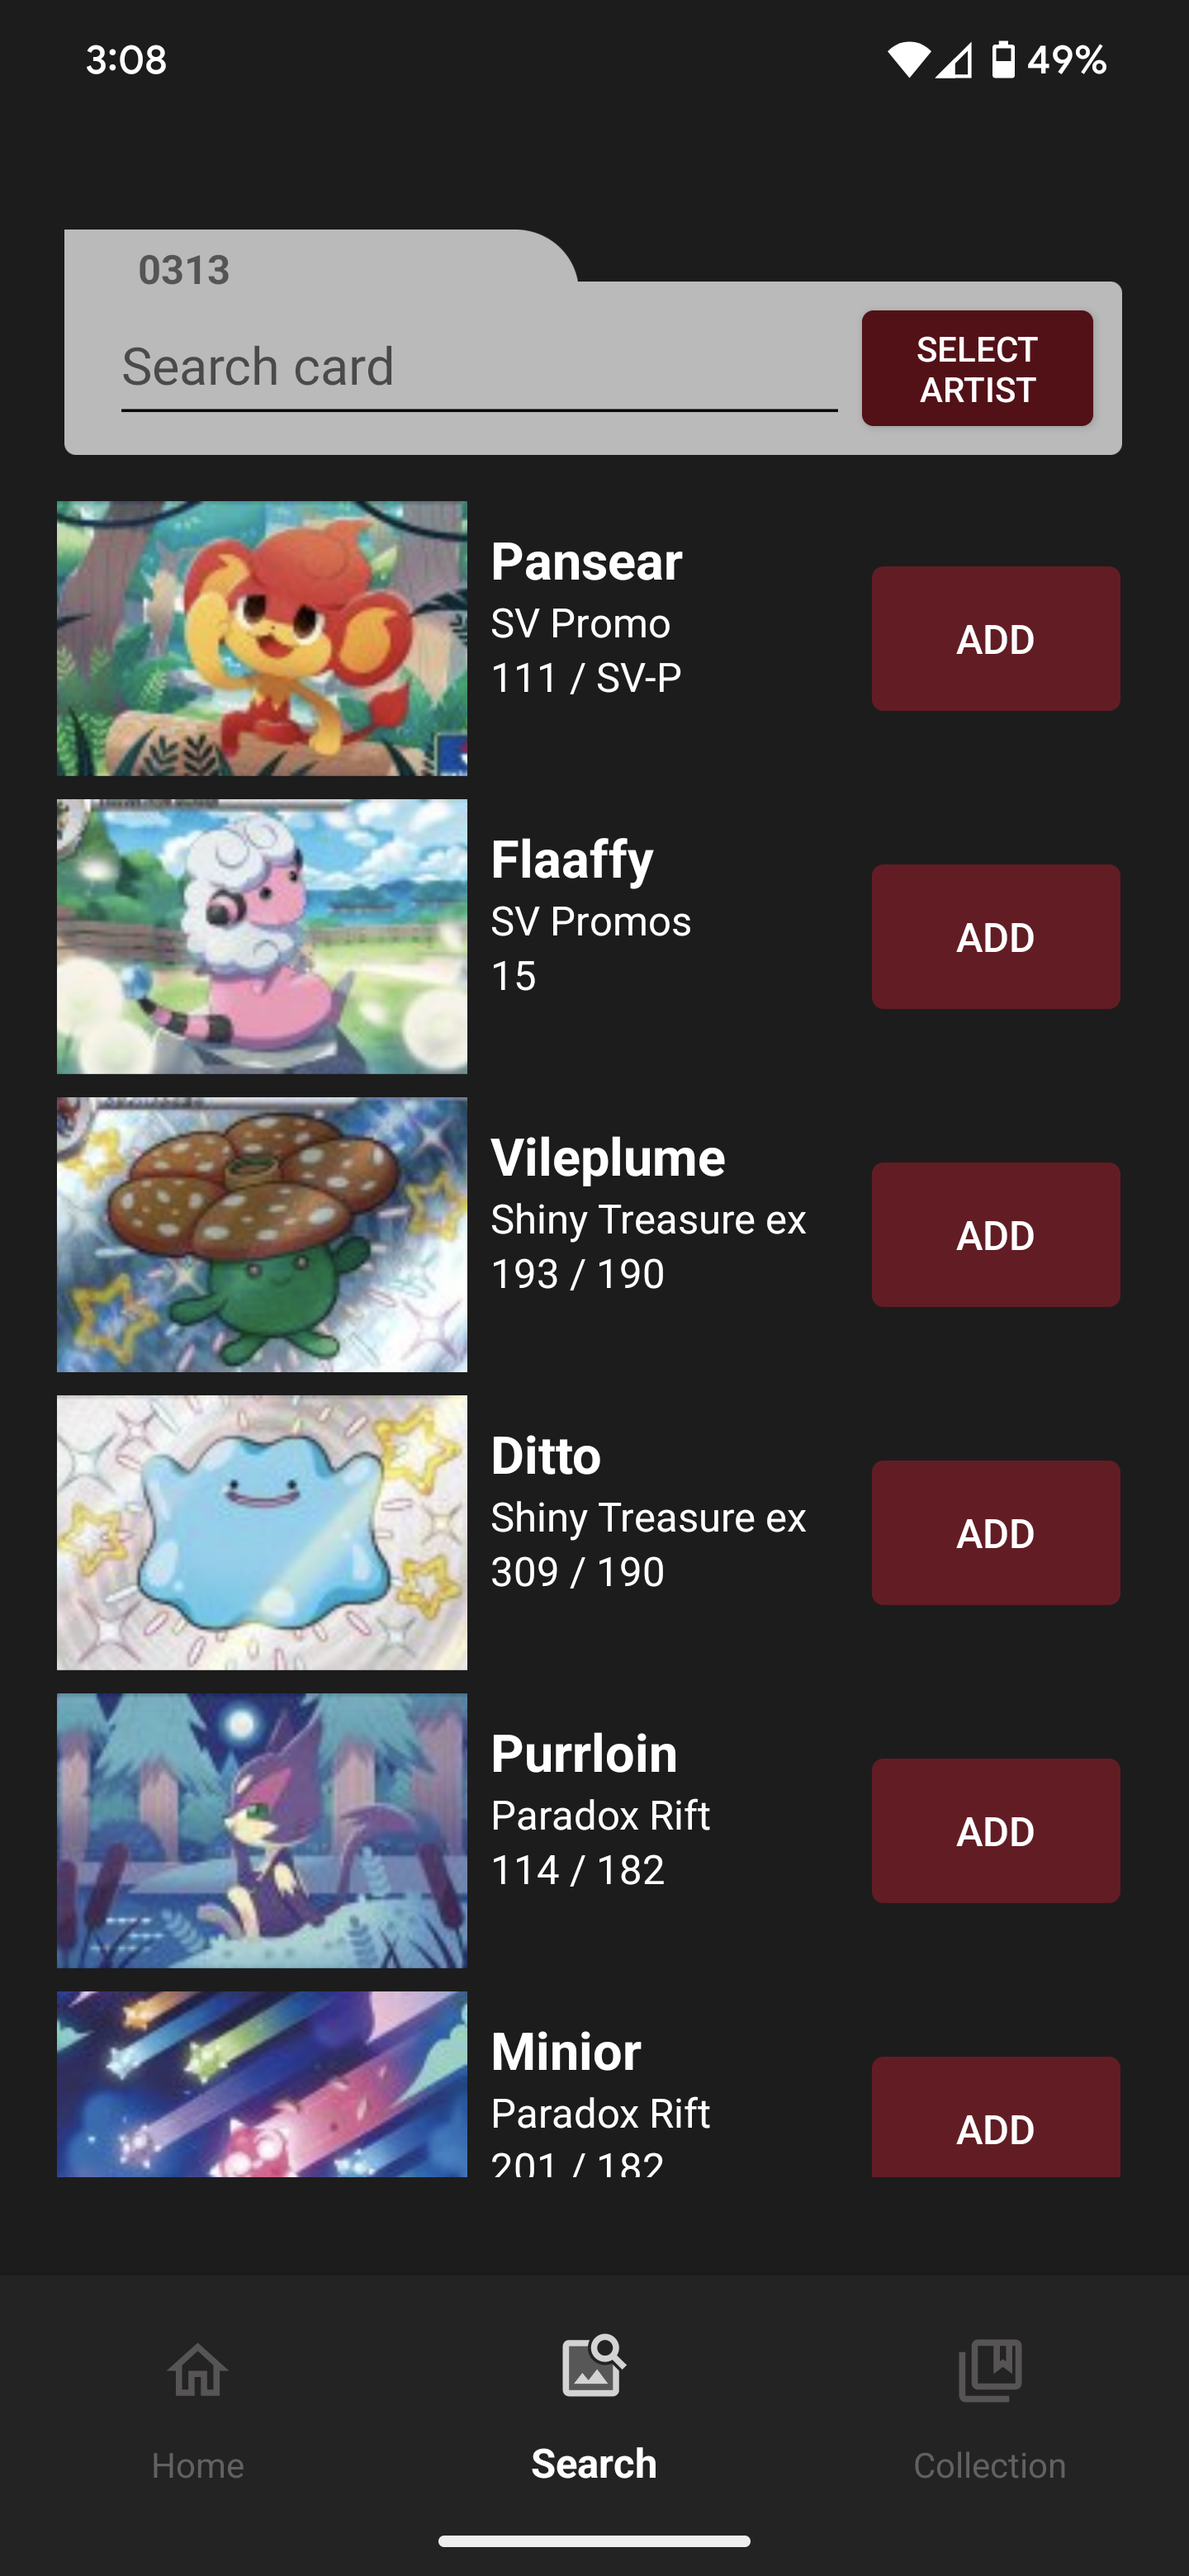 3:08
49%
0313
Search card
SELECT
ARTIST
Pansear
SV Promo
111 / SV-P
ADD
Flaaffy
SV Promos
15
ADD
Vileplume
Shiny Treasure ex
193 / 190
ADD
Ditto
Shiny Treasure ex
309 / 190
ADD
Purrloin
Paradox Rift
114 / 182
ADD
Minior
Paradox Rift
201 / 182
ADD
Home
Search
Collection